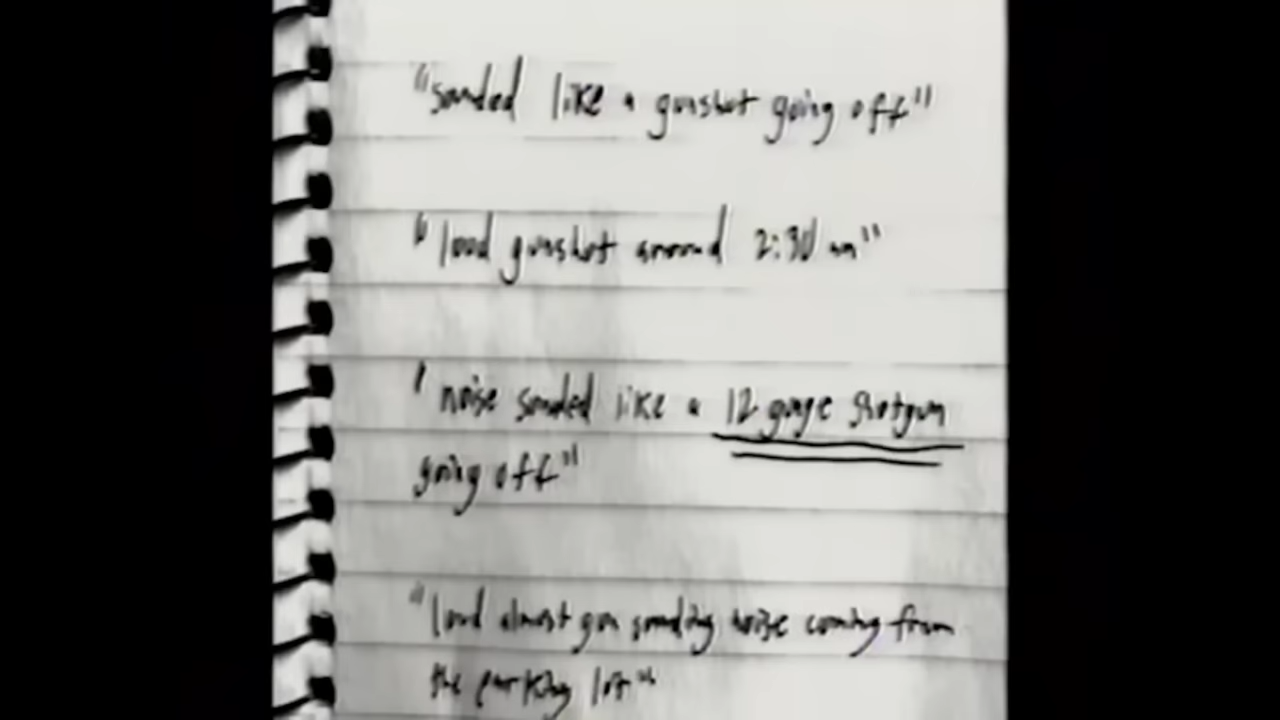 "sounded like a gunshot going off"
"loud gunshot around 2:30 am"
"noise sounded like a 12 gauge shotgun
going off"
"loud almost gun sounding noise coming from
the parking lot"